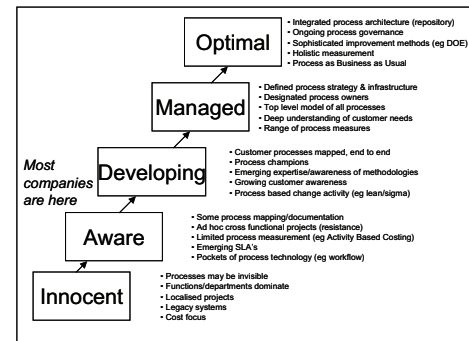 Optimal
• Integrated process architecture (repository)
• Ongoing process governance
• Sophisticated improvement methods (eg DOE)
• Holistic measurement
• Process as Business as Usual
Managed
• Defined process strategy & infrastructure
• Designated process owners
• Top level model of all processes
• Deep understanding of customer needs
• Range of process measures
Most
companies
are here
Developing
• Customer processes mapped, end to end
• Process champions
• Emerging expertise/awareness of methodologies
• Growing customer awareness
• Process based change activity (eg lean/sigma)
Aware
• Some process mapping/documentation
• Ad hoc cross functional projects (resistance)
• Limited process measurement (eg Activity Based Costing)
• Emerging SLA's
• Pockets of process technology (eg workflow)
Innocent
• Processes may be invisible
• Functions/departments dominate
• Localised projects
• Legacy systems
• Cost focus